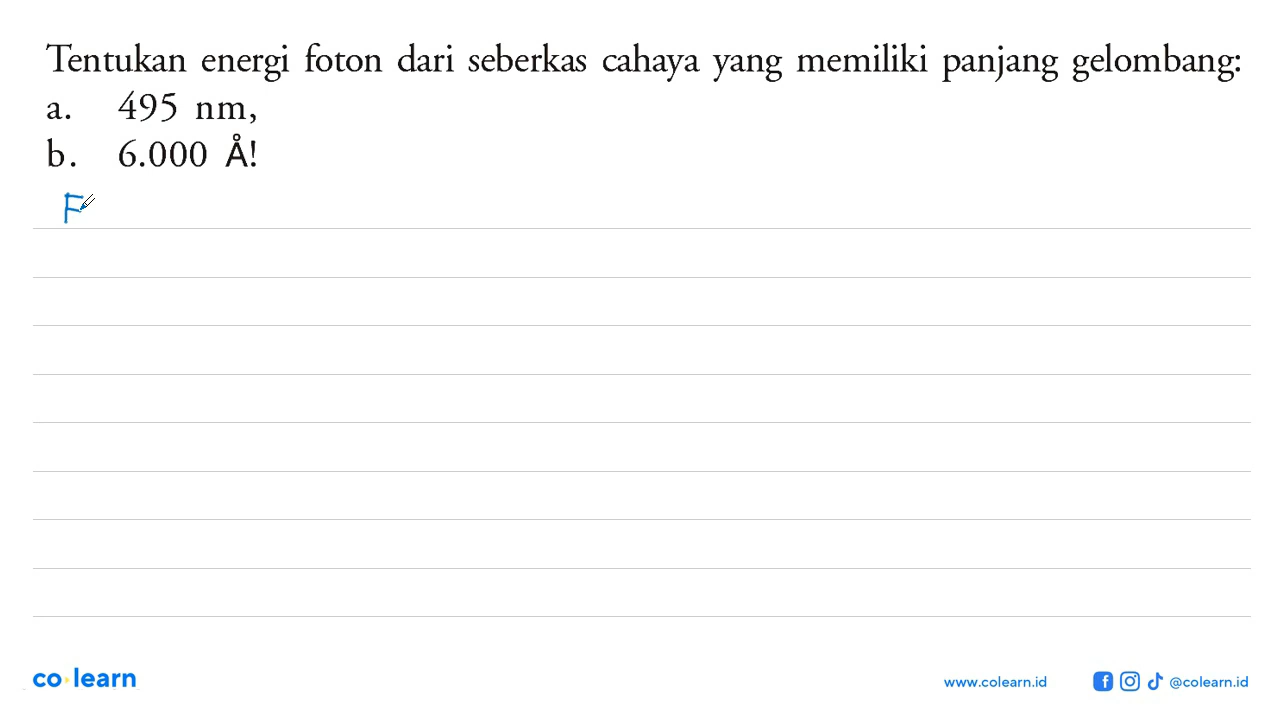 Tentukan energi foton dari seberkas cahaya yang memiliki panjang gelombang:
a. 495 nm,
b. 6.000 Å!
F
co learn
www.colearn.id @colearn.id